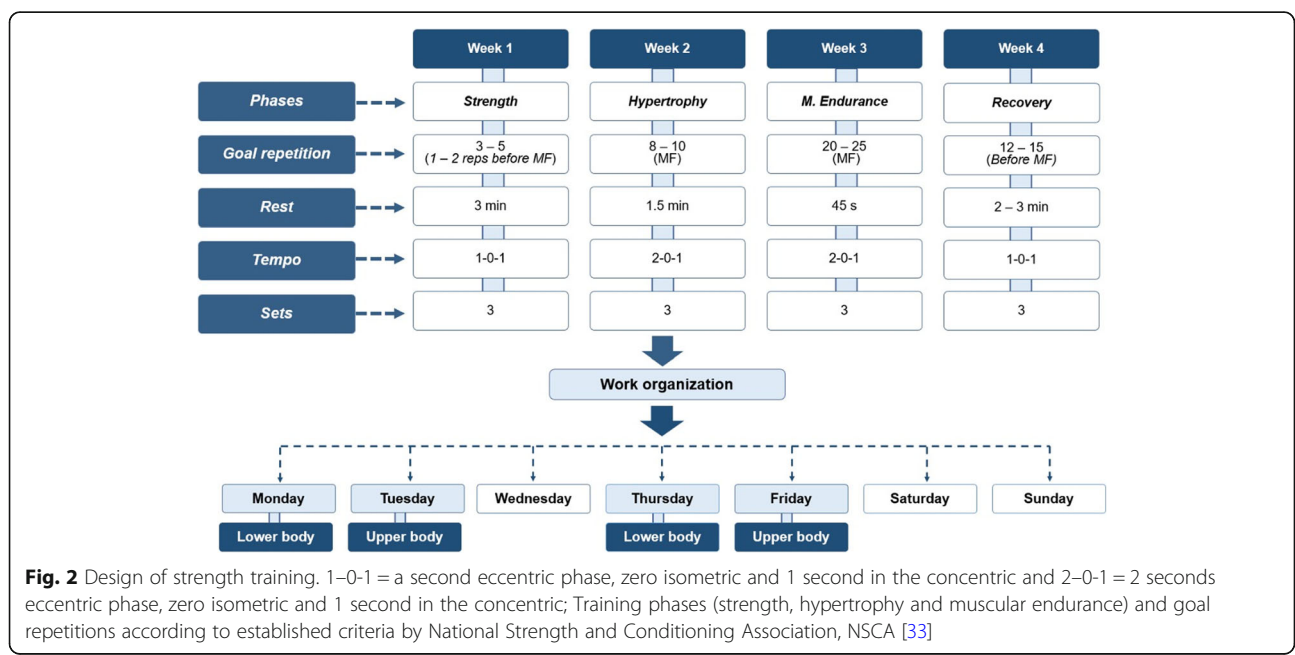 Week 1 Week 2 Week 3 Week 4
Phases Strength Hypertrophy M. Endurance Recovery
Goal repetition 3 – 5 8 – 10 20 – 25 12 – 15
(1 – 2 reps before MF) (MF) (MF) (Before MF)
Rest 3 min 1.5 min 45 s 2 – 3 min
Tempo 1-0-1 2-0-1 2-0-1 1-0-1
Sets 3 3 3 3
Work organization
Monday Tuesday Wednesday Thursday Friday Saturday Sunday
Lower body Upper body Lower body Upper body
Fig. 2 Design of strength training. 1–0-1 = a second eccentric phase, zero isometric and 1 second in the concentric and 2–0-1 = 2 seconds
eccentric phase, zero isometric and 1 second in the concentric; Training phases (strength, hypertrophy and muscular endurance) and goal
repetitions according to established criteria by National Strength and Conditioning Association, NSCA [33]